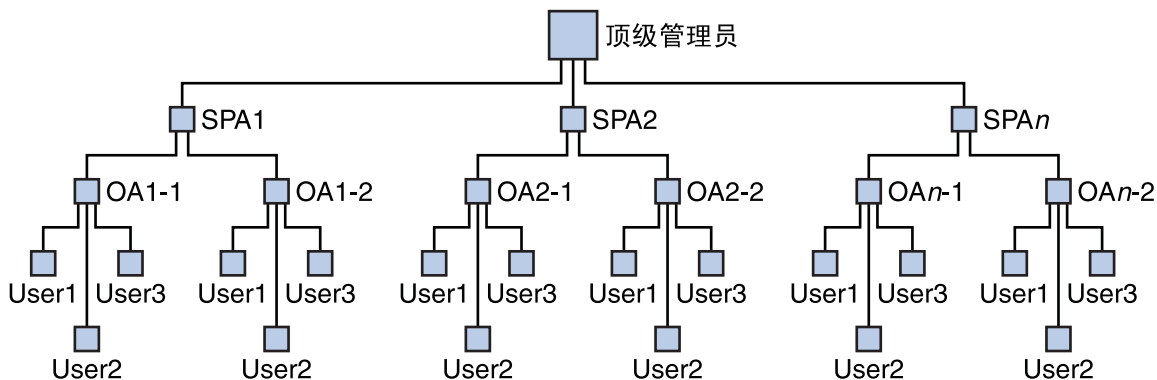 顶级管理员
SPA1
SPA2
SPAn
OA1-1
OA1-2
OA2-1
OA2-2
OAn-1
OAn-2
User1
User3
User1
User3
User1
User3
User1
User3
User1
User3
User1
User3
User2
User2
User2
User2
User2
User2